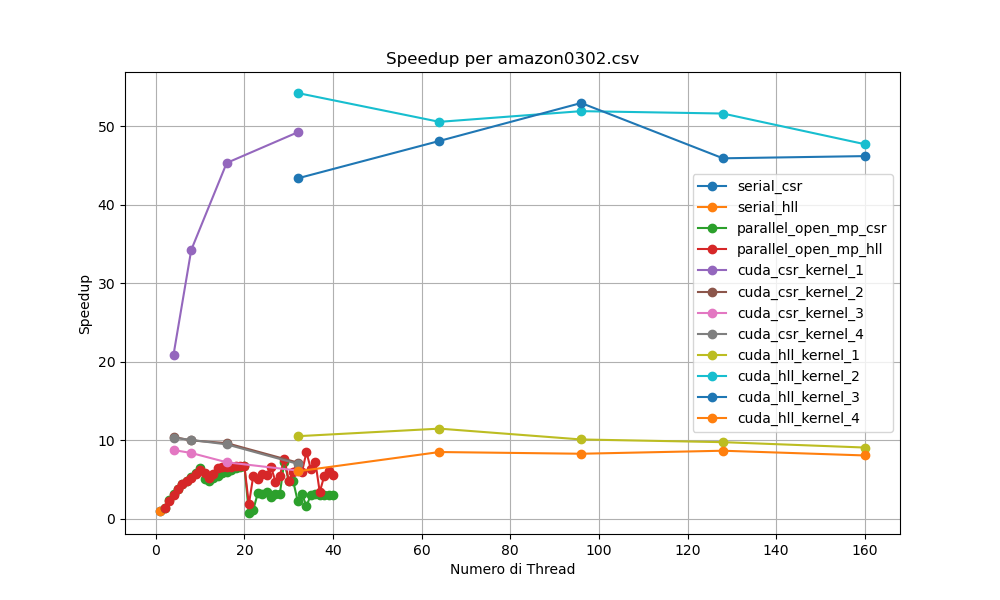 Speedup per amazon0302.csv
Speedup
50
40
30
20
10
0
serial_csr
serial_hll
parallel_open_mp_csr
parallel_open_mp_hll
cuda_csr_kernel_1
cuda_csr_kernel_2
cuda_csr_kernel_3
cuda_csr_kernel_4
cuda_hll_kernel_1
cuda_hll_kernel_2
cuda_hll_kernel_3
cuda_hll_kernel_4
0 20 40 60 80 100 120 140 160
Numero di Thread